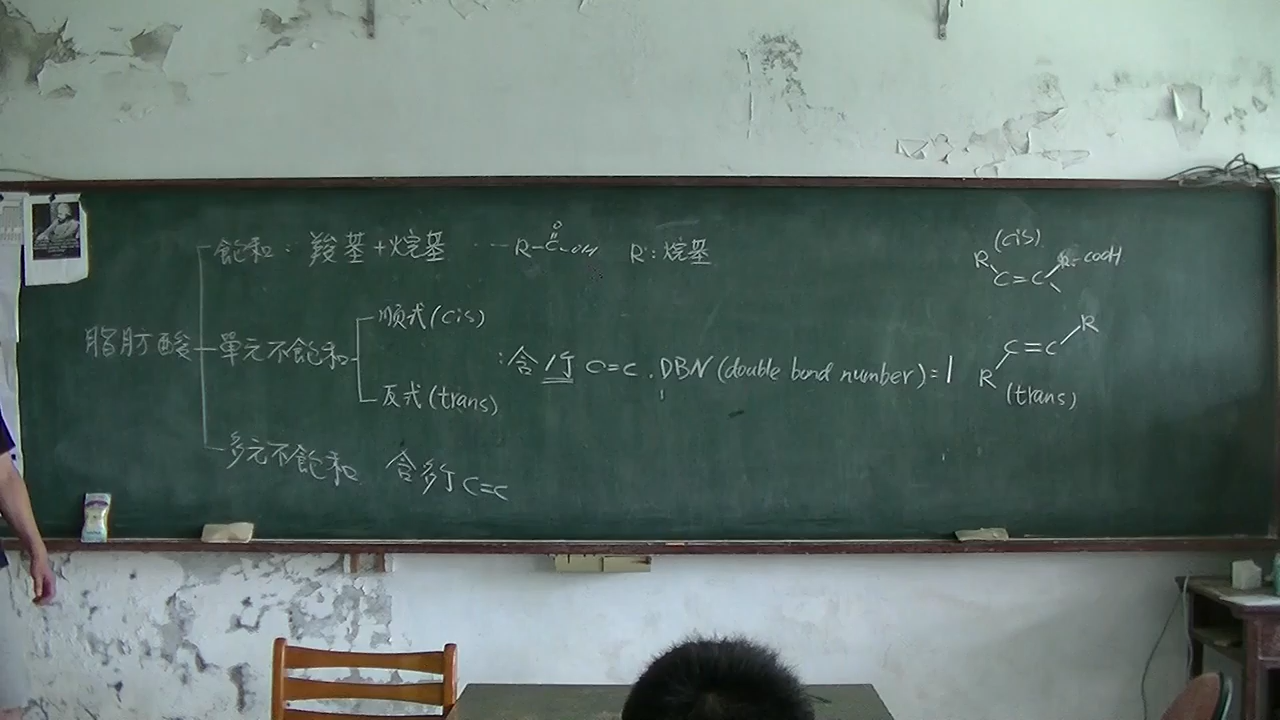 飽和：羧基+烷基 … R-C-OH R：烷基
O
脂肪酸
單元不飽和
順式(cis)
反式(trans)
：含1个 C=C . DBN (double bond number)=1
多元不飽和 含多个 C=C
(cis)
R C=C R-COOH
C=C R
R
(trans)